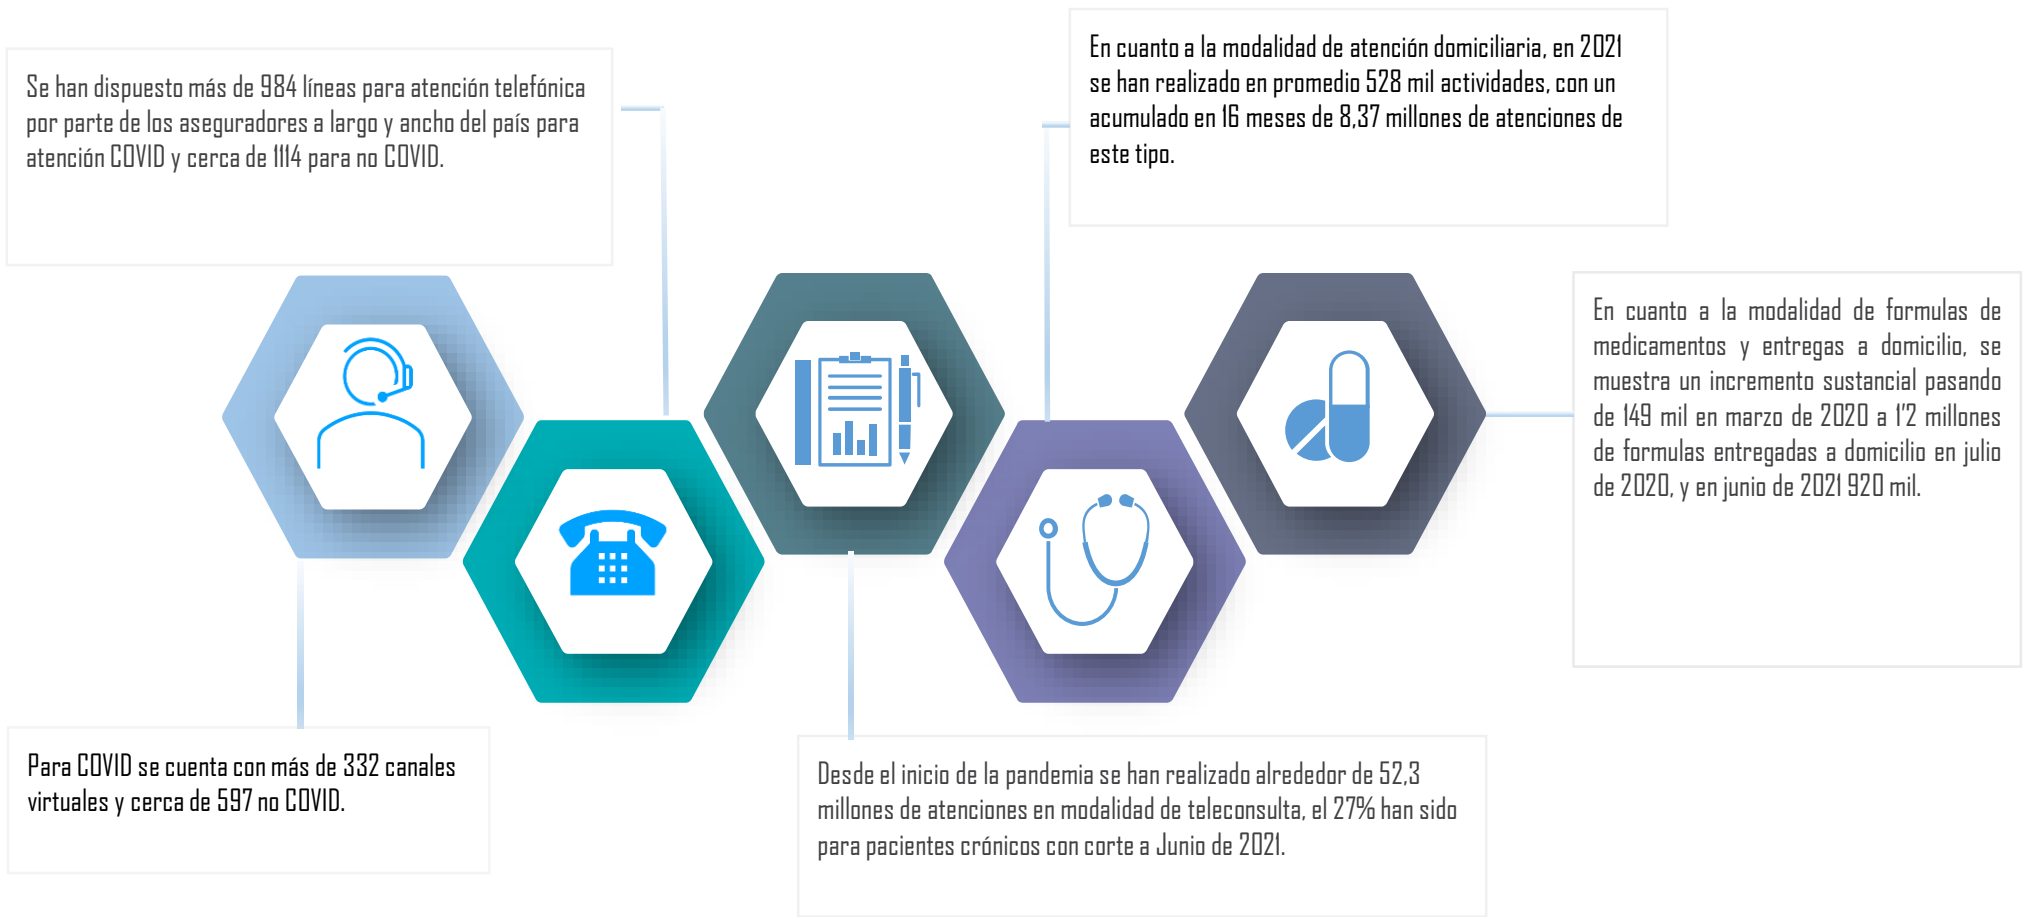 Se han dispuesto más de 984 líneas para atención telefónica
por parte de los aseguradores a largo y ancho del país para
atención COVID y cerca de 1114 para no COVID.
En cuanto a la modalidad de atención domiciliaria, en 2021
se han realizado en promedio 528 mil actividades, con un
acumulado en 16 meses de 8,37 millones de atenciones de
este tipo.
En cuanto a la modalidad de formulas de
medicamentos y entregas a domicilio, se
muestra un incremento sustancial pasando
de 149 mil en marzo de 2020 a 1'2 millones
de formulas entregadas a domicilio en julio
de 2020, y en junio de 2021 920 mil.
Para COVID se cuenta con más de 332 canales
virtuales y cerca de 597 no COVID.
Desde el inicio de la pandemia se han realizado alrededor de 52,3
millones de atenciones en modalidad de teleconsulta, el 27% han sido
para pacientes crónicos con corte a Junio de 2021.